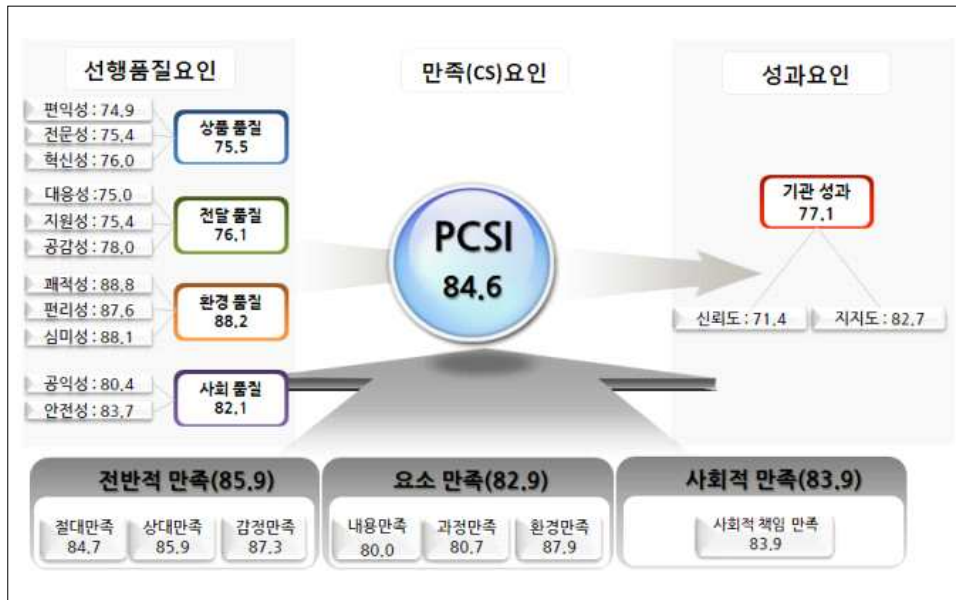 선행품질요인
만족(CS)요인
성과요인
편익성 : 74.9
전문성 : 75.4
혁신성 : 76.0
상품 품질
75.5
대응성 : 75.0
지원성 : 75.4
공감성 : 78.0
전달 품질
76.1
쾌적성 : 88.8
편리성 : 87.6
심미성 : 88.1
환경 품질
88.2
공익성 : 80.4
안전성 : 83.7
사회 품질
82.1
PCSI
84.6
기관 성과
77.1
신뢰도 : 71.4
지지도 : 82.7
전반적 만족(85.9)
절대만족
84.7
상대만족
85.9
감정만족
87.3
요소 만족(82.9)
내용만족
80.0
과정만족
80.7
환경만족
87.9
사회적 만족(83.9)
사회적 책임 만족
83.9